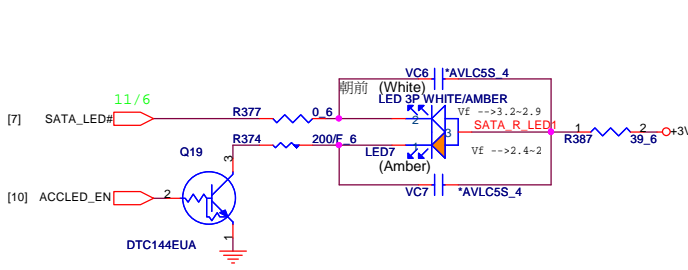 11/6
VC6 *AVLC5S_4
朝前 (White)
LED 3P WHITE/AMBER
[7] SATA_LED# R377 0_6 2 Vf -->3.2~2.9
SATA_R_LED1
R374 200/F_6 1 3 1 R387 2 39_6 +3V
LED7 Vf -->2.4~2
(Amber)
Q19 3
[10] ACCLED_EN 2 VC7 *AVLC5S_4
1
DTC144EUA